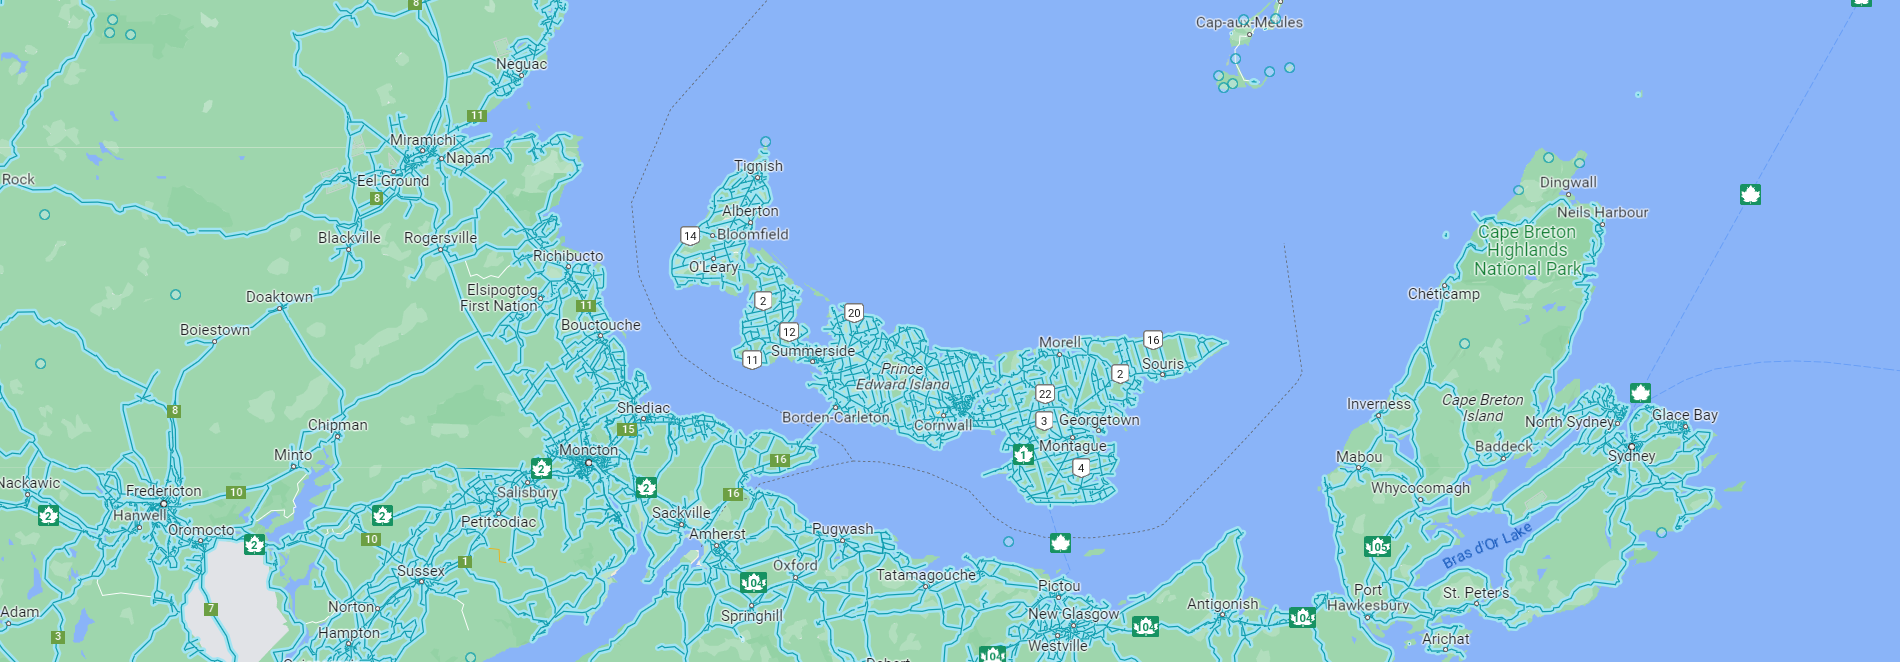 8
Cap-aux-Meules
Neguac
11
Miramichi
Napan
Rock
Eel Ground
8
Tignish
Dingwall
Alberton
Neils Harbour
14
Bloomfield
Blackville
Rogersville
Cape Breton
Highlands
National Park
Richibucto
O'Leary
Elsipogtog
First Nation
Doaktown
2
Chéticamp
11
20
Boiestown
Bouctouche
12
Morell
16
Summerside
11
Souris
Prince
Edward Island
2
22
Shediac
8
Inverness
Cape Breton
Island
Borden-Carleton
Cornwall
3
Georgetown
North Sydney
Glace Bay
Chipman
15
Montague
Baddeck
Moncton
1
Minto
16
4
Mabou
Sydney
2
Nackawic
Fredericton
10
Salisbury
2
16
Whycocomagh
2
Hanwell
2
Petitcodiac
Sackville
Oromocto
10
Amherst
Pugwash
2
105
Bras d'Or Lake
1
Sussex
Oxford
Tatamagouche
104
Pictou
Port
Hawkesbury
St. Peter's
7
Norton
Springhill
New Glasgow
Antigonish
104
104
Adam
3
Hampton
Westville
Arichat
104